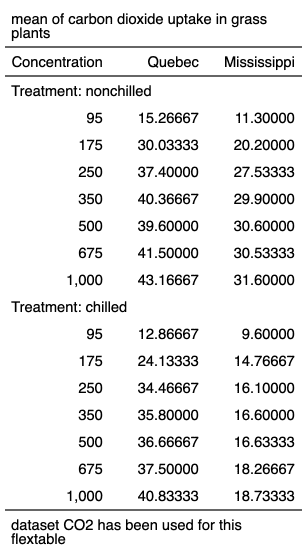 mean of carbon dioxide uptake in grass
plants
Concentration Quebec Mississippi
Treatment: nonchilled
95 15.26667 11.30000
175 30.03333 20.20000
250 37.40000 27.53333
350 40.36667 29.90000
500 39.60000 30.60000
675 41.50000 30.53333
1,000 43.16667 31.60000
Treatment: chilled
95 12.86667 9.60000
175 24.13333 14.76667
250 34.46667 16.10000
350 35.80000 16.60000
500 36.66667 16.63333
675 37.50000 18.26667
1,000 40.83333 18.73333
dataset CO2 has been used for this
flextable